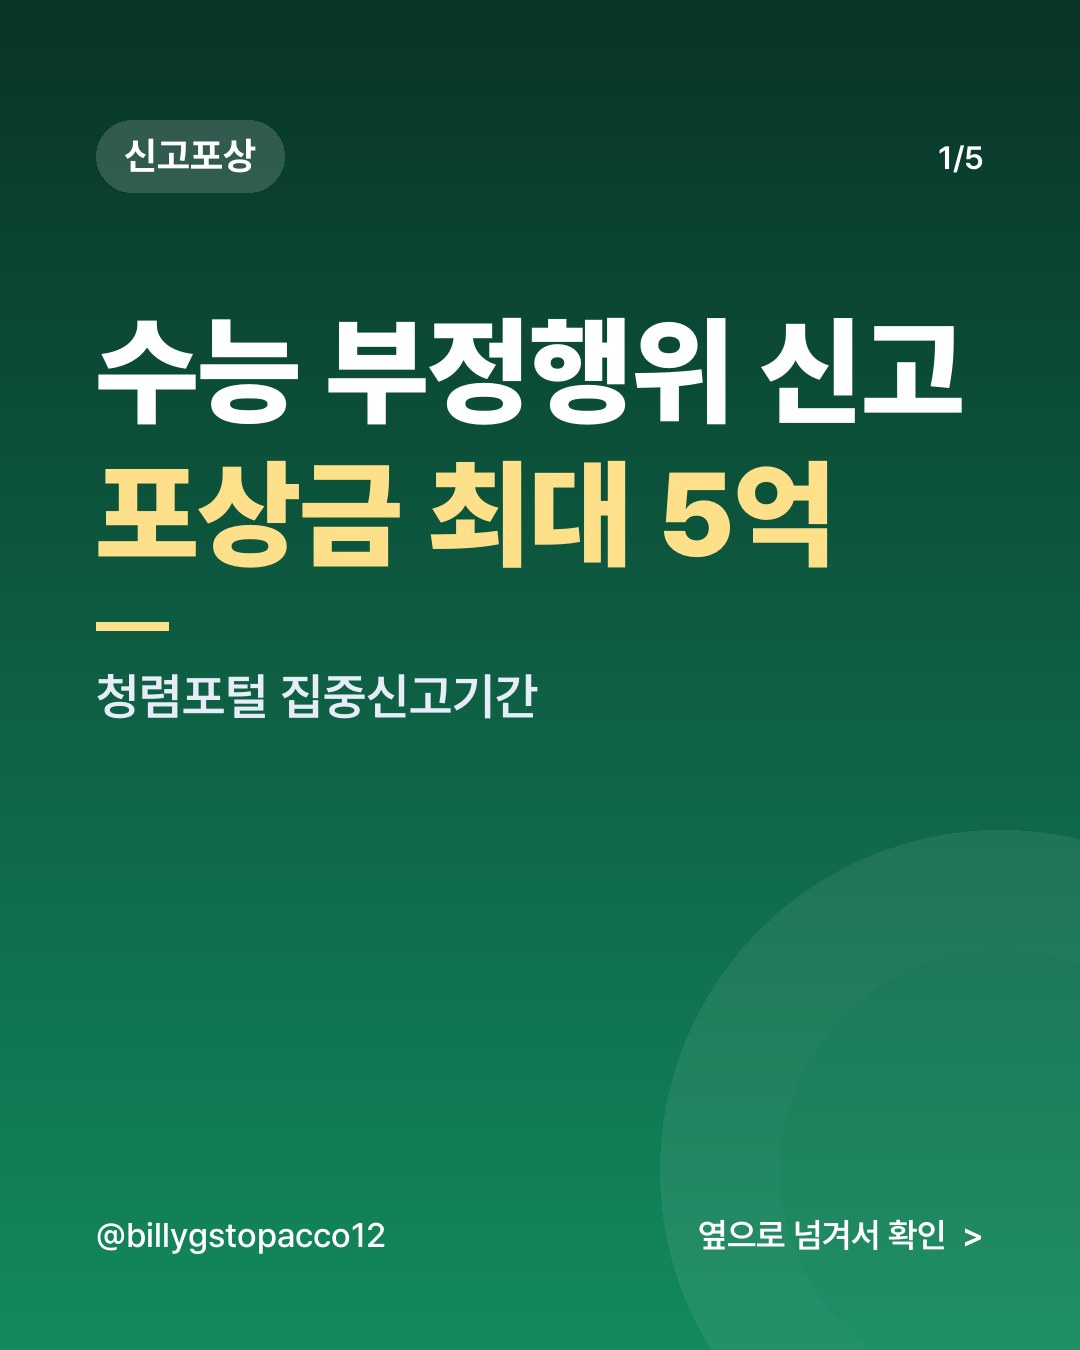 신고포상
1/5
수능 부정행위 신고
포상금 최대 5억
청렴포털 집중신고기간
@billygstopacco12
옆으로 넘겨서 확인 >